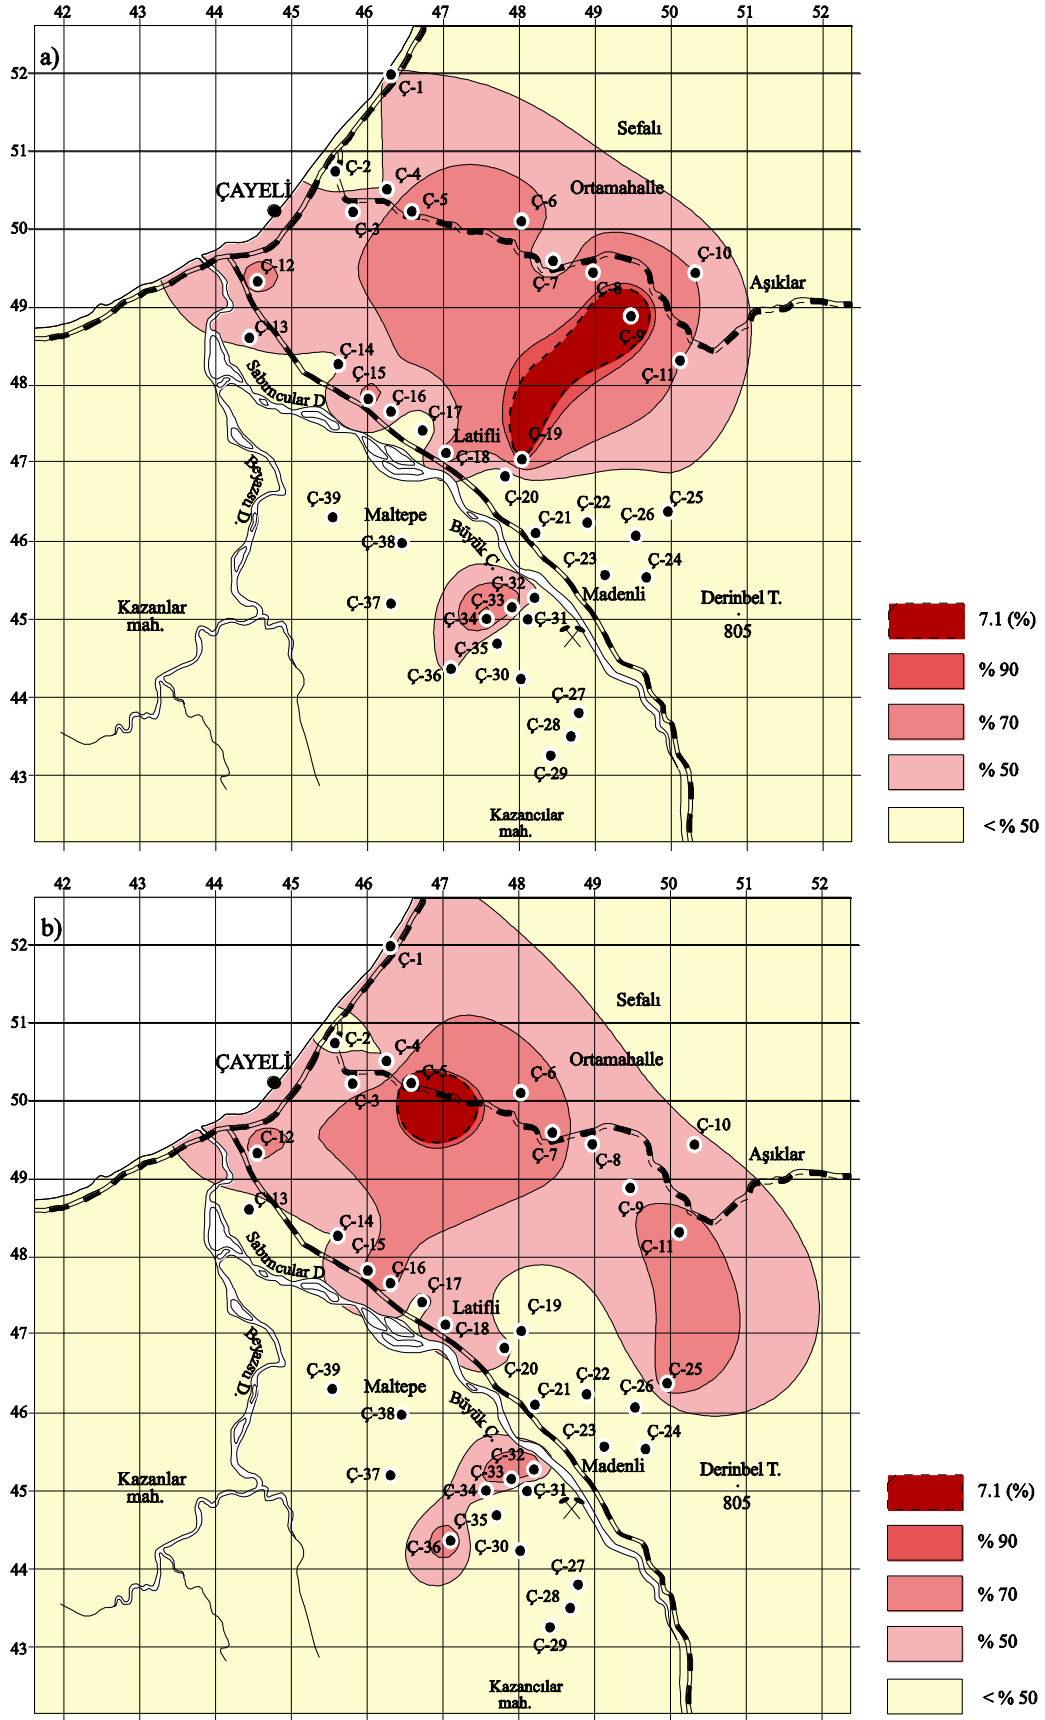 42 43 44 45 46 47 48 49 50 51 52
a)
52
Ç-1
Sefalı
51
Ç-2
Ç-4
ÇAYELİ
Ortamahalle
Ç-5
Ç-6
50
Ç-3
Ç-10
Ç-12
Ç-7
Aşıklar
Ç-8
49
Ç-13
Ç-9
Ç-14
Ç-15
Ç-11
48
Sabuncular D
Ç-16
Ç-17
Latifli
Ç-19
47
Ç-18
Beyazsu D.
Ç-20
Ç-39
Maltepe
Ç-22
Ç-25
Ç-21
Ç-26
46
Ç-38
Büyük Ç.
Ç-23
Ç-24
Ç-32
Madenli
Ç-37
Ç-33
Derinbel T.
Kazanlar
mah.
805
Ç-34
Ç-31
45
Ç-35
Ç-36
Ç-30
44
Ç-27
Ç-28
Ç-29
43
Kazancılar
mah.
7.1 (%)
% 90
% 70
% 50
< % 50
42 43 44 45 46 47 48 49 50 51 52
b)
52
Ç-1
Sefalı
51
Ç-2
Ç-4
ÇAYELİ
Ortamahalle
Ç-5
Ç-6
50
Ç-3
Ç-10
Ç-12
Ç-7
Ç-8
Aşıklar
49
Ç-13
Ç-9
Ç-14
Ç-15
Ç-11
48
Sabuncular D
Ç-16
Ç-17
Latifli
Ç-19
47
Ç-18
Beyazsu D.
Ç-20
Ç-39
Maltepe
Ç-22
Ç-25
Ç-21
Ç-26
46
Ç-38
Büyük Ç.
Ç-23
Ç-24
Ç-32
Madenli
Ç-37
Ç-33
Derinbel T.
Kazanlar
mah.
805
Ç-34
Ç-31
45
Ç-35
Ç-36
Ç-30
44
Ç-27
Ç-28
Ç-29
43
Kazancılar
mah.
7.1 (%)
% 90
% 70
% 50
< % 50